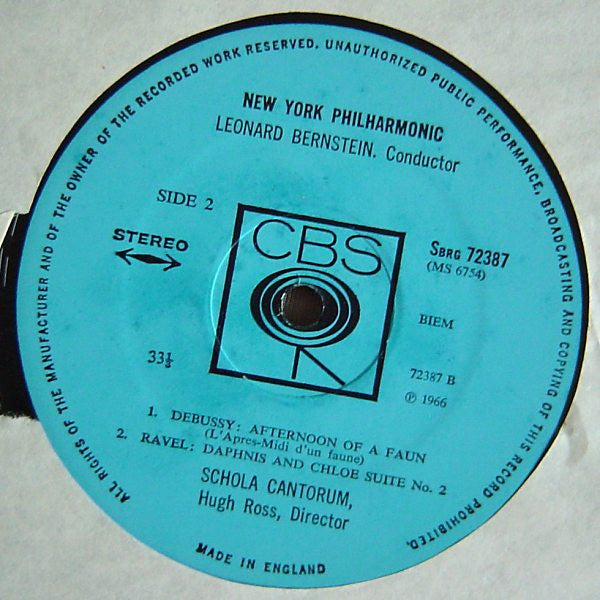 ALL RIGHTS OF THE MANUFACTURER AND OF THE OWNER OF THE RECORDED WORK RESERVED. UNAUTHORIZED PUBLIC PERFORMANCE, BROADCASTING AND COPYING OF THIS RECORD PROHIBITED.
NEW YORK PHILHARMONIC
LEONARD BERNSTEIN. Conductor
SIDE 2
STEREO
CBS
SBRG 72387
(MS 6754)
BIEM
33⅓
72387 B
℗ 1966
1. DEBUSSY: AFTERNOON OF A FAUN
(L'Apres-Midi d'un faune)
2. RAVEL: DAPHNIS AND CHLOE SUITE No. 2
SCHOLA CANTORUM,
Hugh Ross, Director
MADE IN ENGLAND